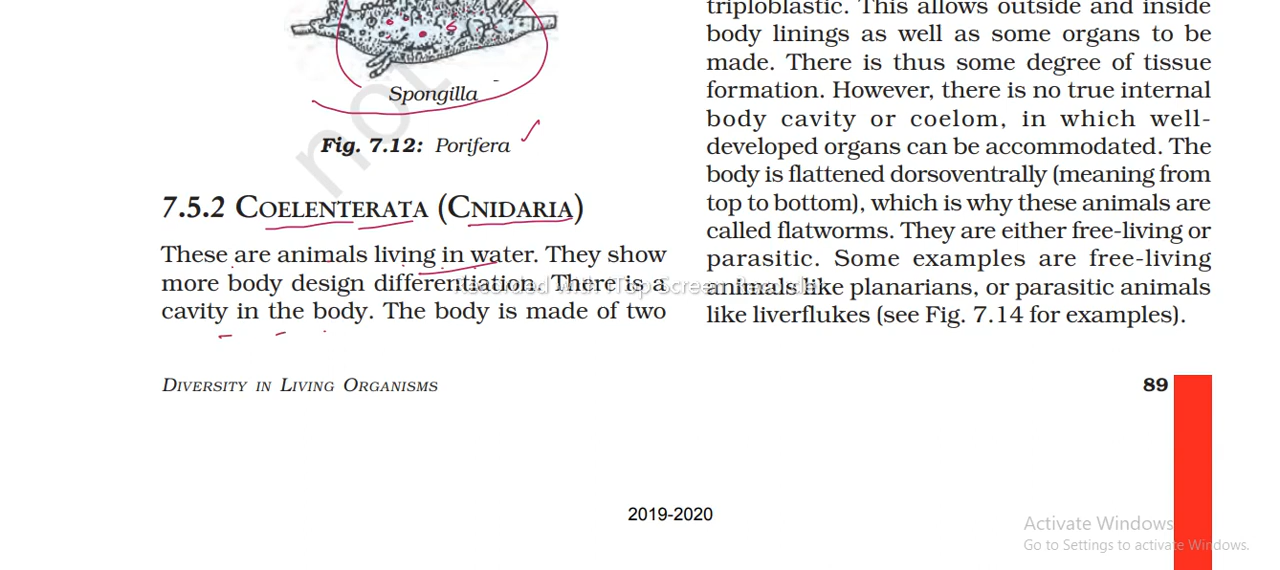 Spongilla
Fig. 7.12: Porifera
7.5.2 COELENTERATA (CNIDARIA)
These are animals living in water. They show
more body design differentiation. There is a
cavity in the body. The body is made of two
triploblastic. This allows outside and inside
body linings as well as some organs to be
made. There is thus some degree of tissue
formation. However, there is no true internal
body cavity or coelom, in which well-
developed organs can be accommodated. The
body is flattened dorsoventrally (meaning from
top to bottom), which is why these animals are
called flatworms. They are either free-living or
parasitic. Some examples are free-living
animals like planarians, or parasitic animals
like liverflukes (see Fig. 7.14 for examples).
not
Recorded with iTop Screen Recorder
DIVERSITY IN LIVING ORGANISMS
89
2019-2020
Activate Windows
Go to Settings to activate Windows.